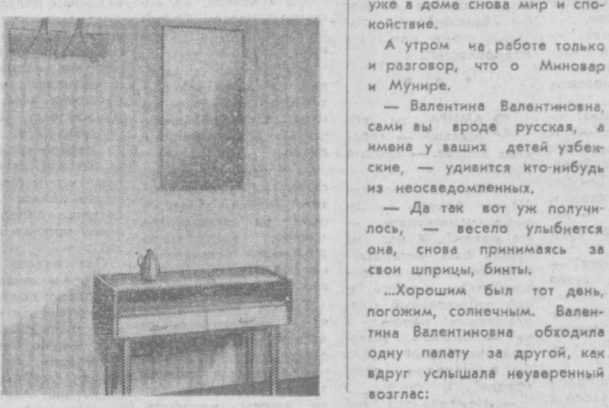 уже в доме снова мир и спо-
койствие.
А утром на работе только
и разговор, что о Миновар
и Мунире.
— Валентина Валентиновна,
сами вы вроде русская, а
имена у ваших детей узбек-
ские, — удивится кто-нибудь
из неосведомленных.
— Да так вот уж получи-
лось, — весело улыбнется
она, снова принимаясь за
свои шприцы, бинты.
...Хорошим был тот день,
погожим, солнечным. Вален-
тина Валентиновна обходила
одну палату за другой, как
вдруг услышала неуверенный
возглас: